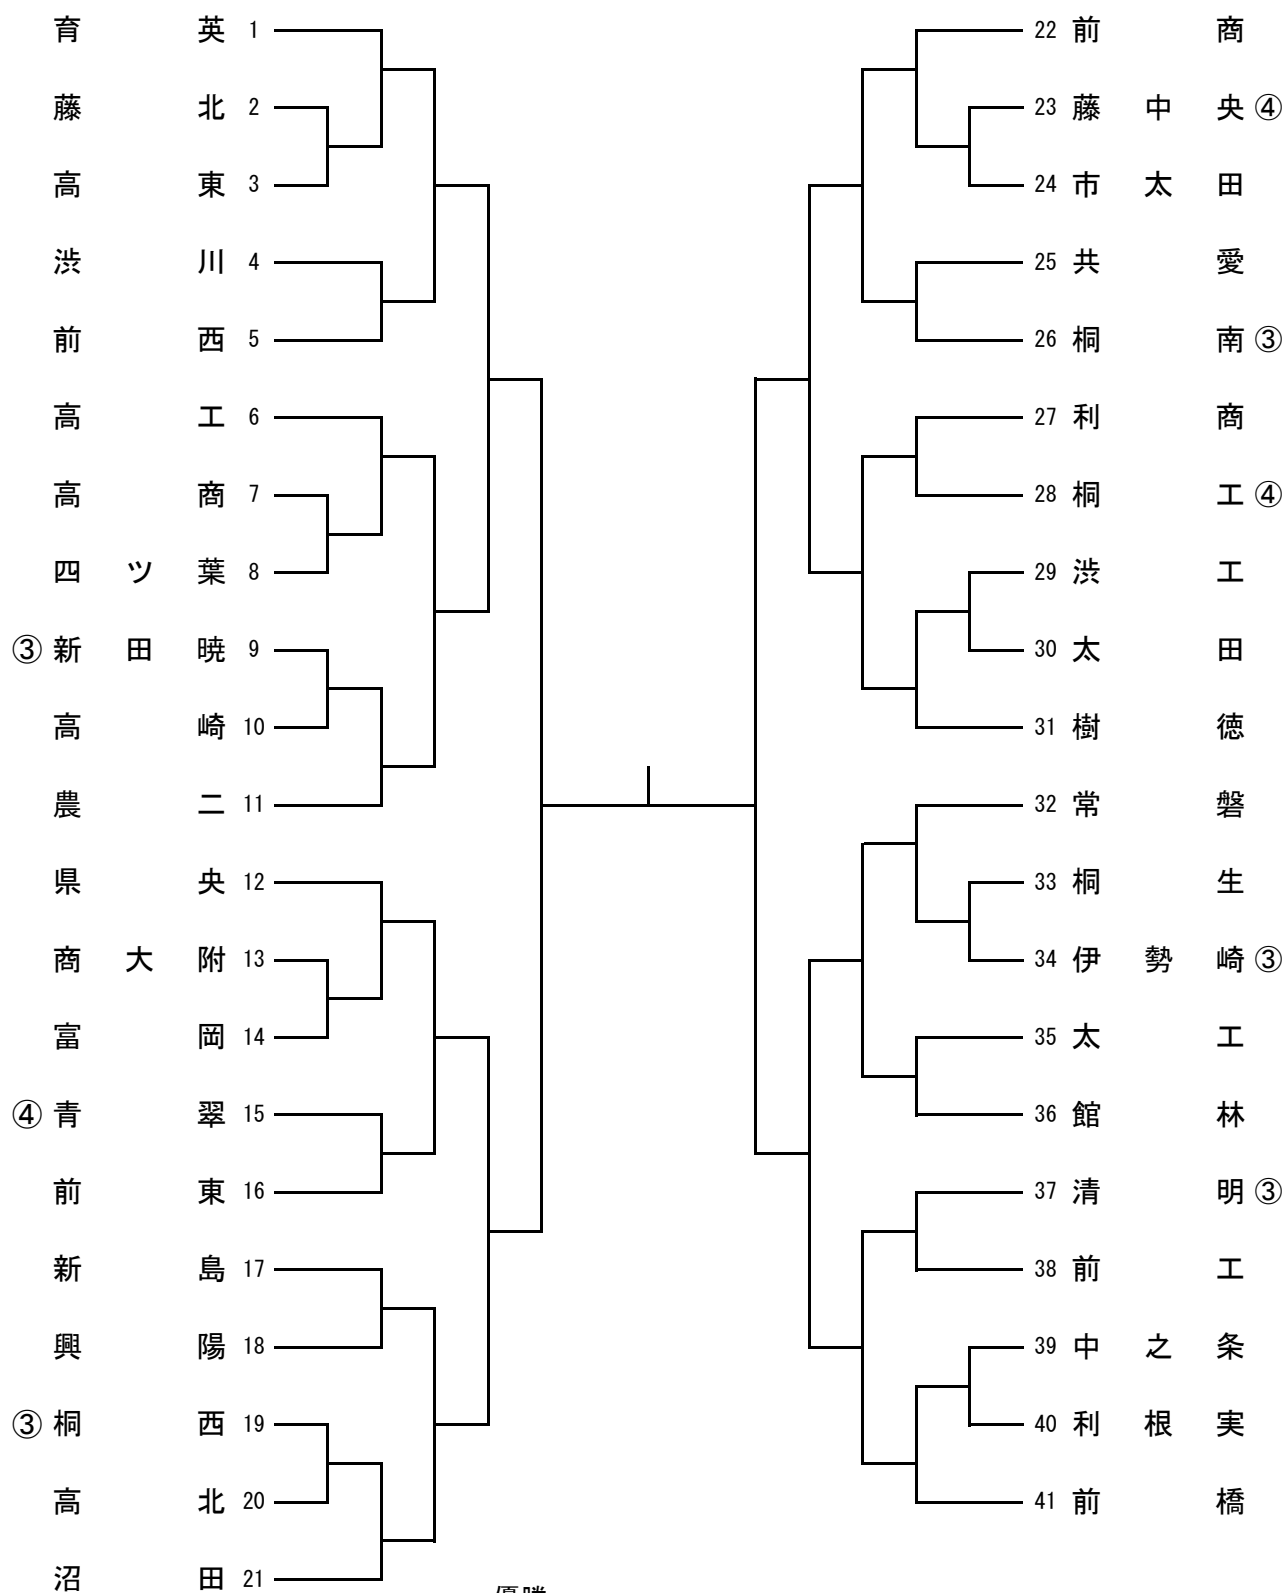 育英 1
藤北 2
高東 3
渋川 4
前西 5
高工 6
高商 7
四ツ葉 8
③ 新田暁 9
高崎 10
農二 11
県央 12
商大附 13
富岡 14
④ 青翠 15
前東 16
新島 17
興陽 18
③ 桐西 19
高北 20
沼田 21
22 前商
23 藤中央 ④
24 市太田
25 共愛
26 桐南 ③
27 利商
28 桐工 ④
29 渋工
30 太田
31 樹徳
32 常磐
33 桐生
34 伊勢崎 ③
35 太工
36 館林
37 清明 ③
38 前工
39 中之条
40 利根実
41 前橋
優勝